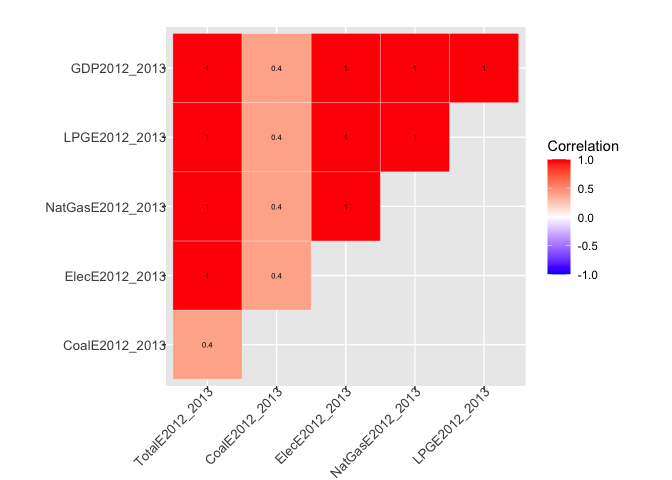 GDP2012_2013
1
0.4
1
1
1
LPGE2012_2013
1
0.4
1
1
NatGasE2012_2013
1
0.4
1
ElecE2012_2013
1
0.4
CoalE2012_2013
0.4
TotalE2012_2013
CoalE2012_2013
ElecE2012_2013
NatGasE2012_2013
LPGE2012_2013
Correlation
1.0
0.5
0.0
-0.5
-1.0